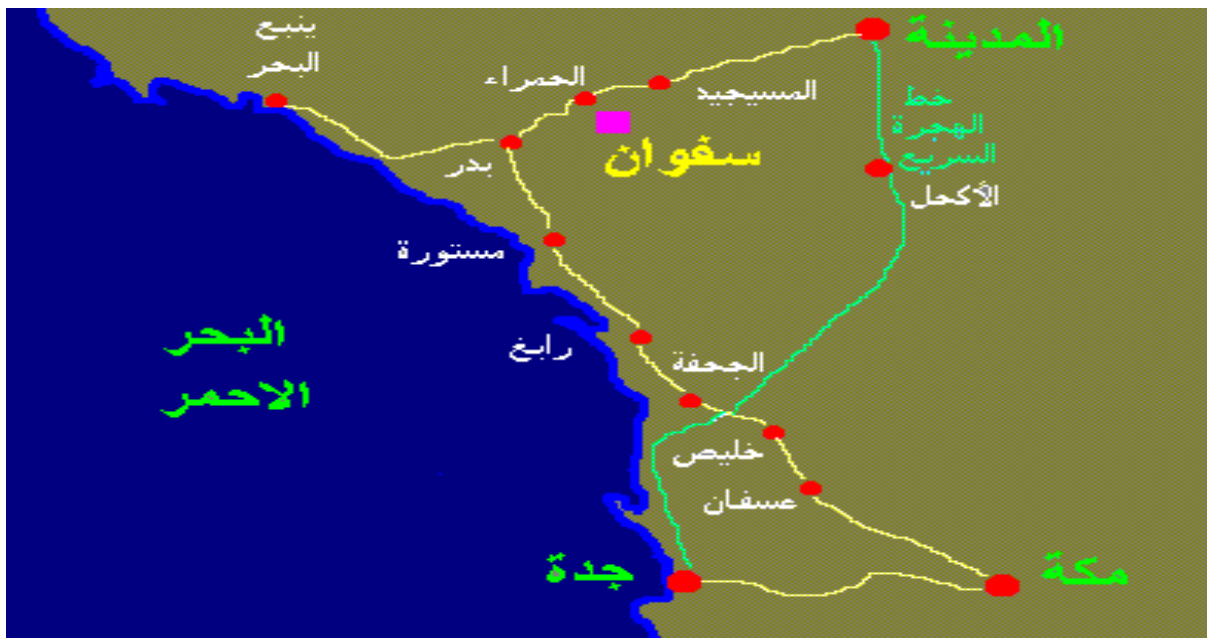 ينبع
البحر
المدينة
الحمراء
المسيجيد
خط
الهجرة
السريع
سفوان
بدر
الأكحل
مستورة
البحر
الاحمر
رابغ
الجحفة
خليص
عسفان
جدة
مكة